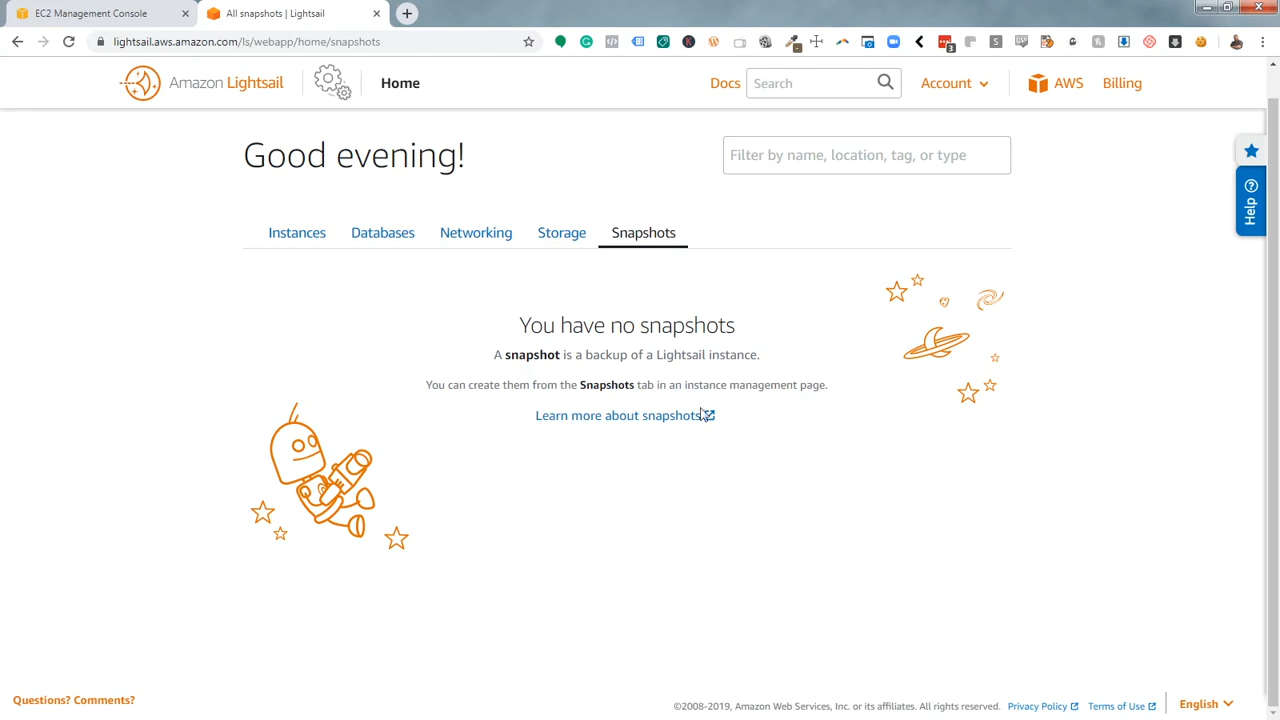 EC2 Management Console
All snapshots | Lightsail
lightsail.aws.amazon.com/ls/webapp/home/snapshots
3
Amazon Lightsail
Home
Docs
Search
Account
AWS
Billing
Good evening!
Filter by name, location, tag, or type
Help
Instances
Databases
Networking
Storage
Snapshots
You have no snapshots
A snapshot is a backup of a Lightsail instance.
You can create them from the Snapshots tab in an instance management page.
Learn more about snapshots
Questions? Comments?
©2008-2019, Amazon Web Services, Inc. or its affiliates. All rights reserved.
Privacy Policy
Terms of Use
English